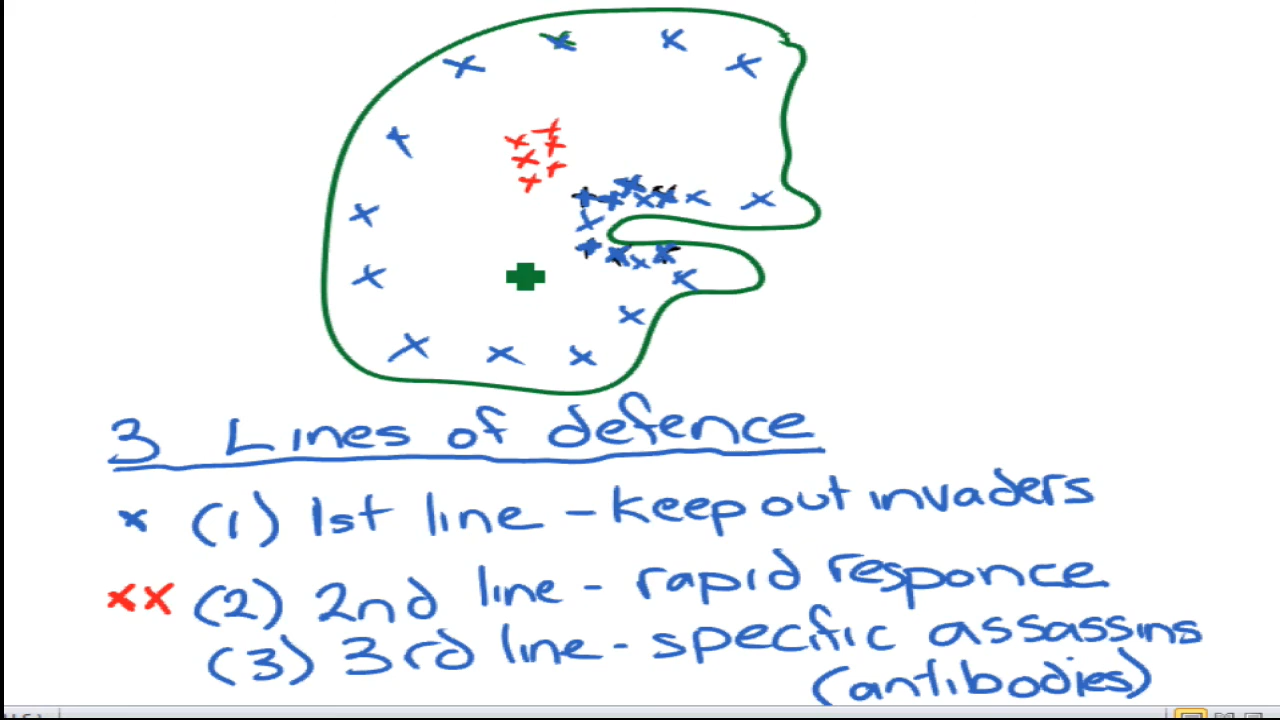 3 Lines of defence
x (1) 1st line - keep out invaders
xx (2) 2nd line - rapid responce
(3) 3rd line - specific assassins
(antibodies)